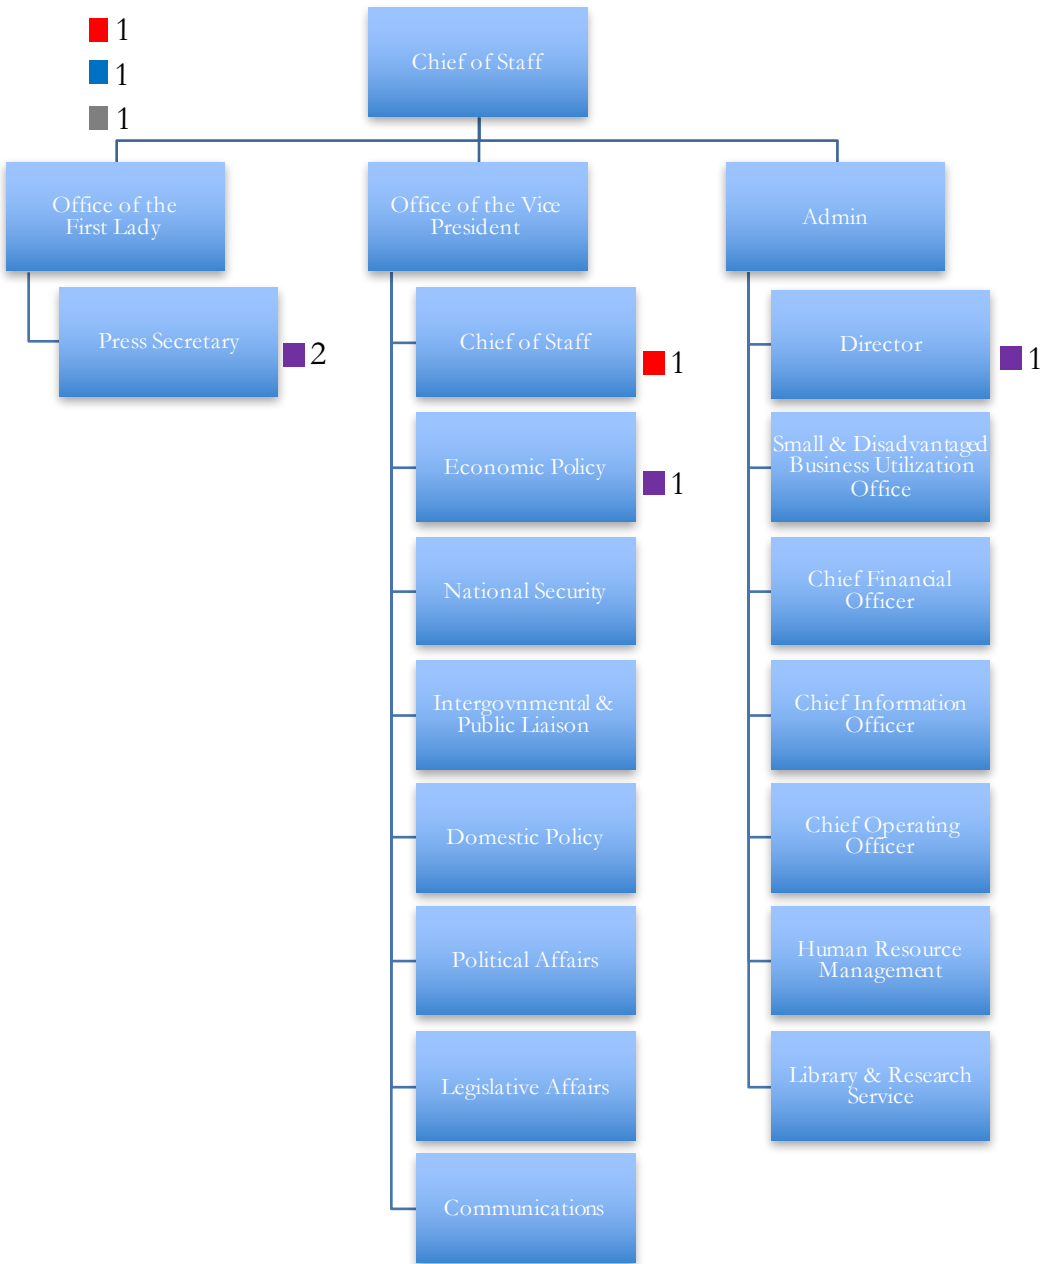 1
1
1
Chief of Staff
Office of the
First Lady
Office of the Vice
President
Admin
Press Secretary
2
Chief of Staff
1
Director
1
Economic Policy
1
Small & Disadvantaged
Business Utilization
Office
National Security
Chief Financial
Officer
Intergovnmental &
Public Liaison
Chief Information
Officer
Domestic Policy
Chief Operating
Officer
Political Affairs
Human Resource
Management
Legislative Affairs
Library & Research
Service
Communications